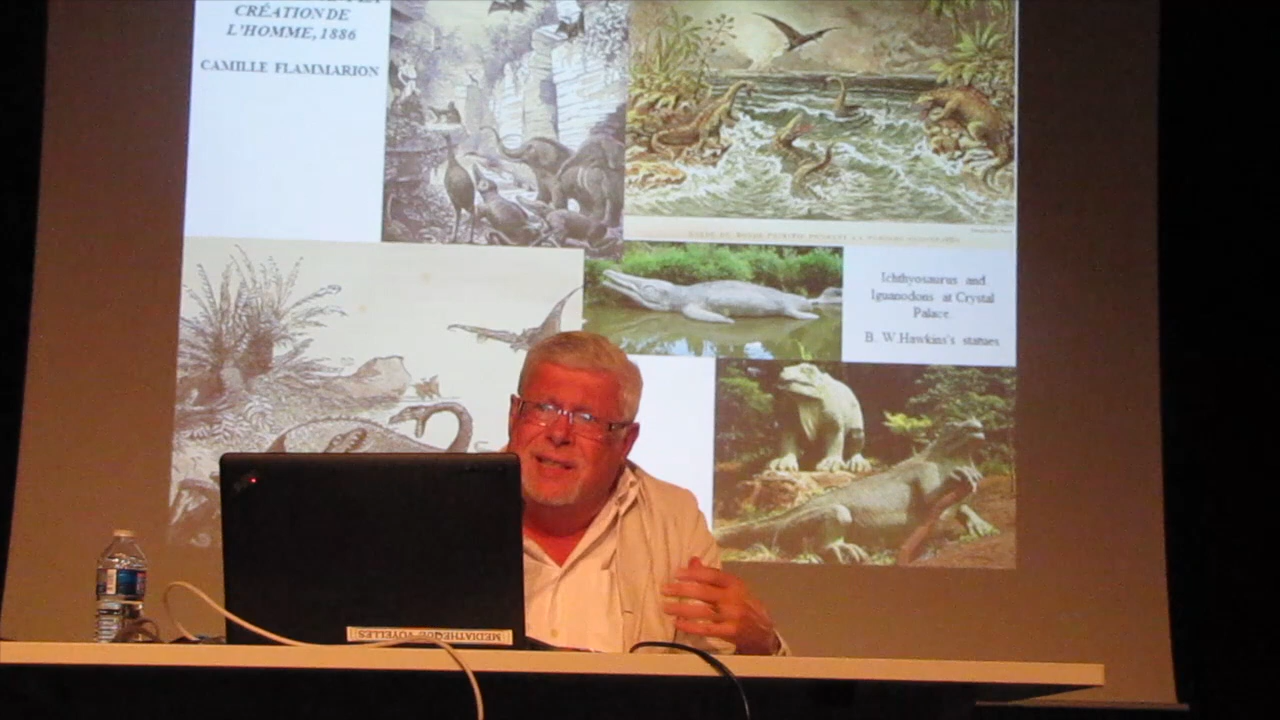 CRÉATION DE
L'HOMME, 1886
CAMILLE FLAMMARION
Ichthyosaurus and
Iguanodons at Crystal
Palace.
B. W.Hawkins's statues
MEDIATHEQUE VOYELLES